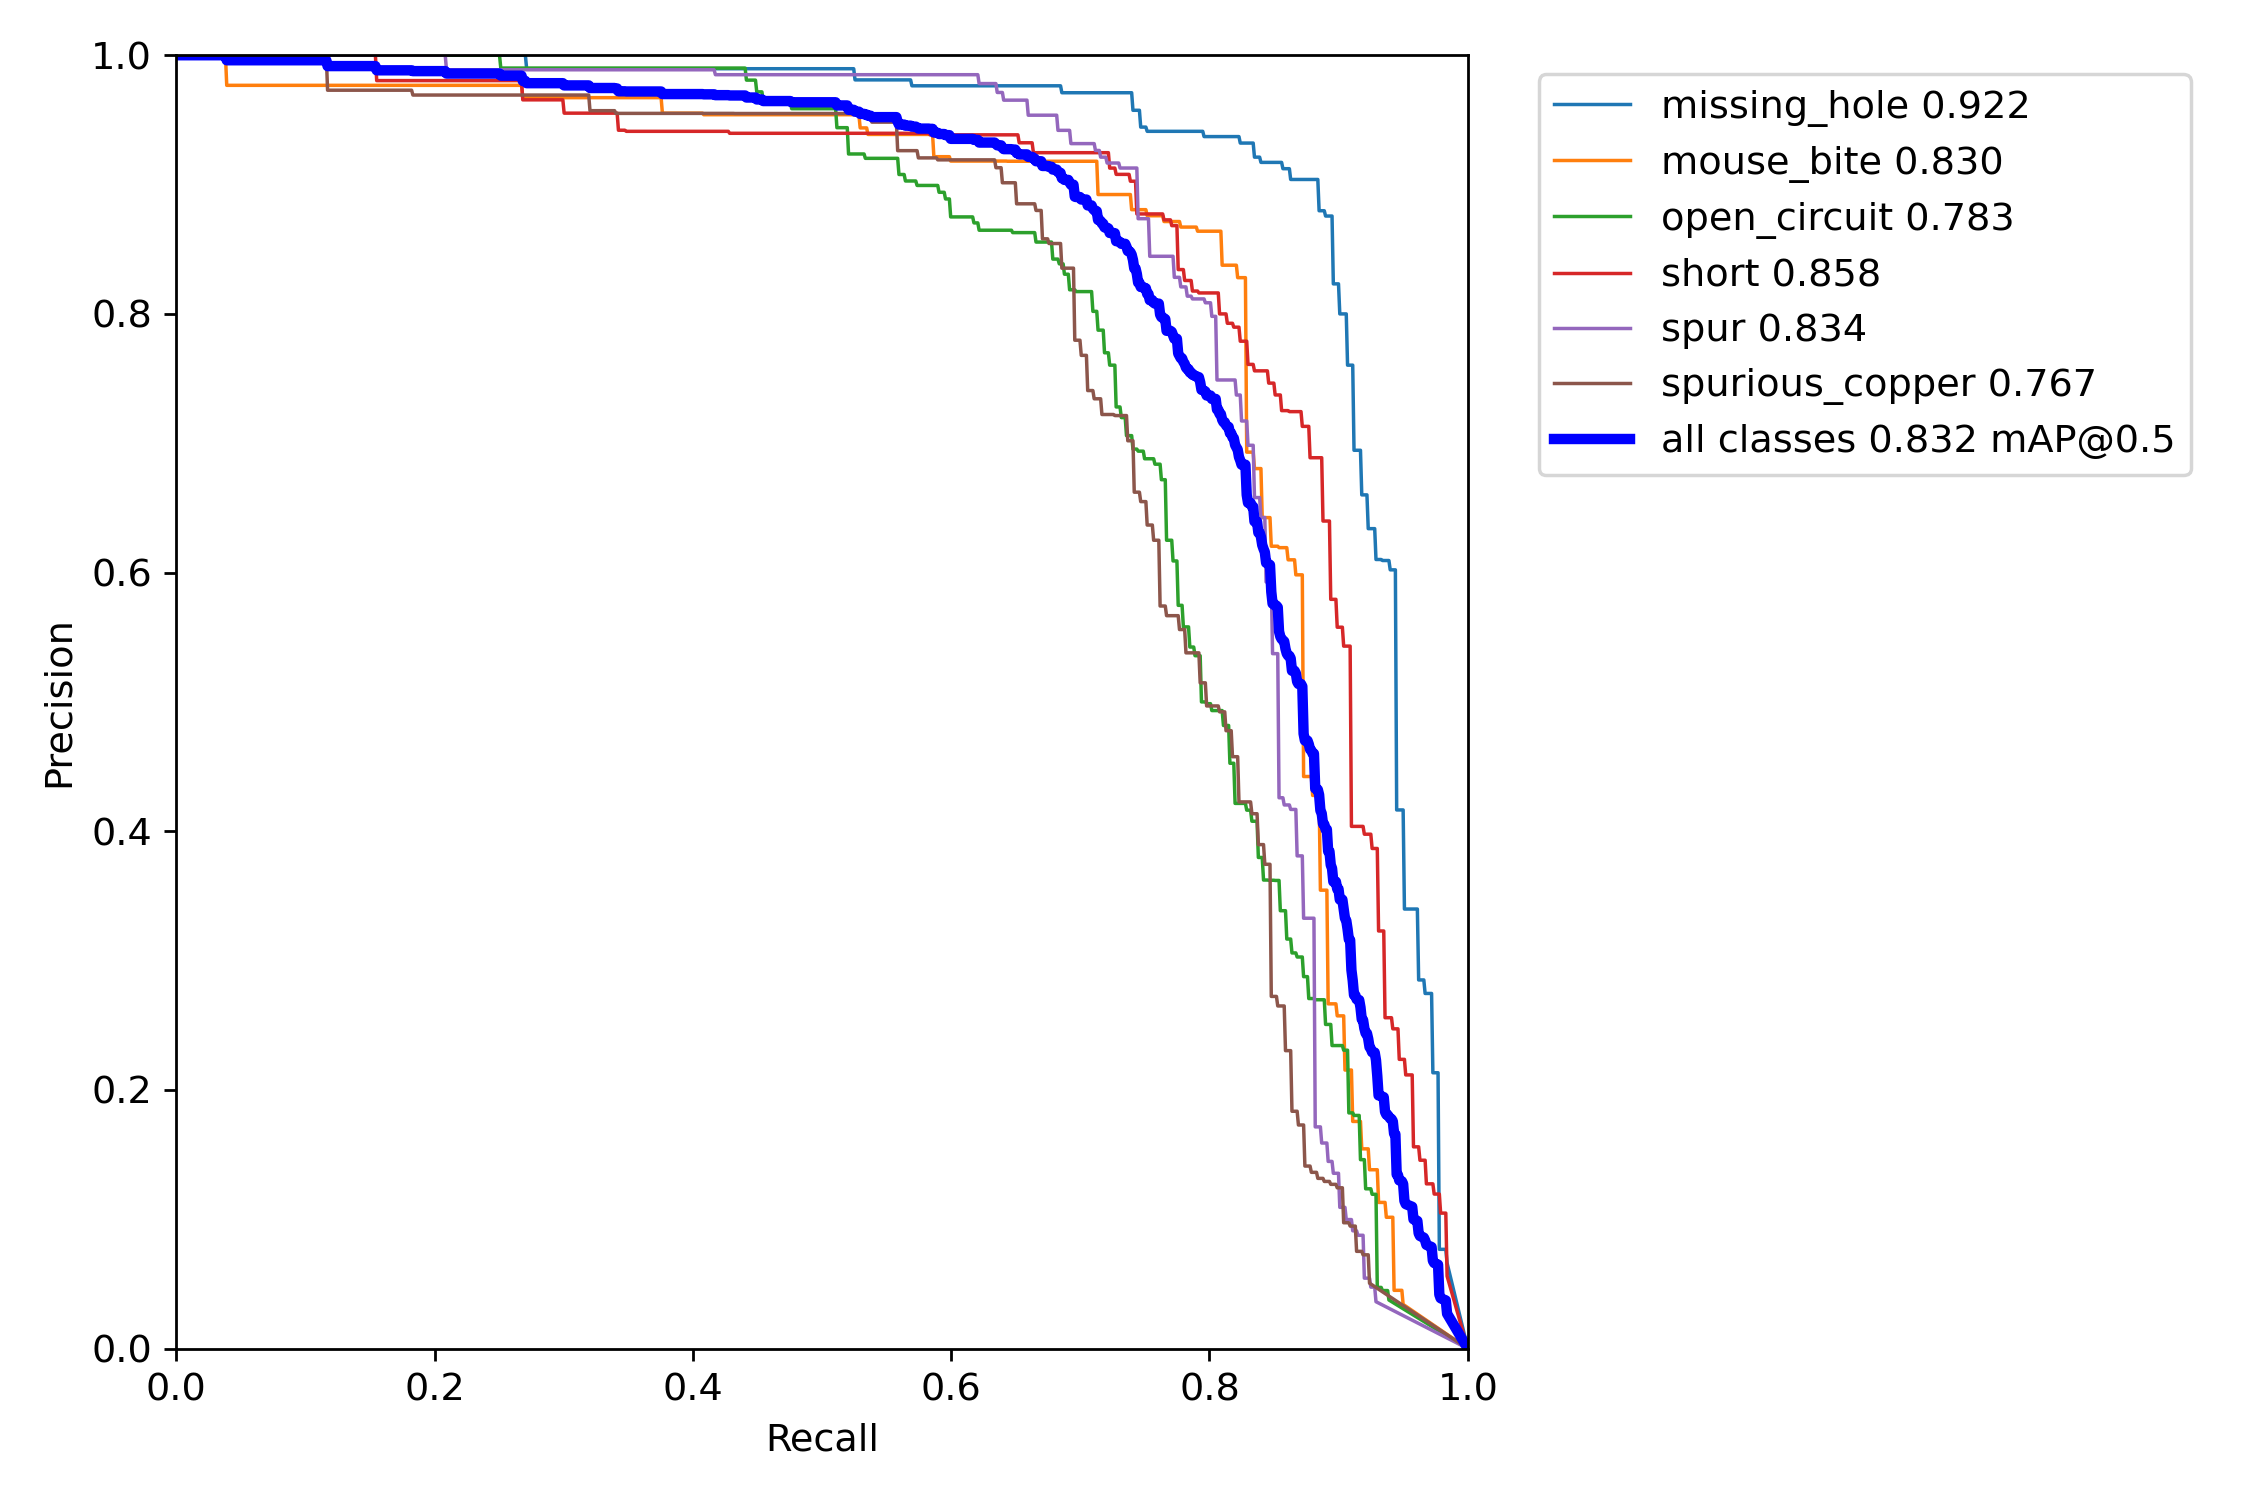 1.0
0.8
0.6
0.4
0.2
0.0
Precision
0.0 0.2 0.4 0.6 0.8 1.0
Recall
missing_hole 0.922
mouse_bite 0.830
open_circuit 0.783
short 0.858
spur 0.834
spurious_copper 0.767
all classes 0.832 mAP@0.5